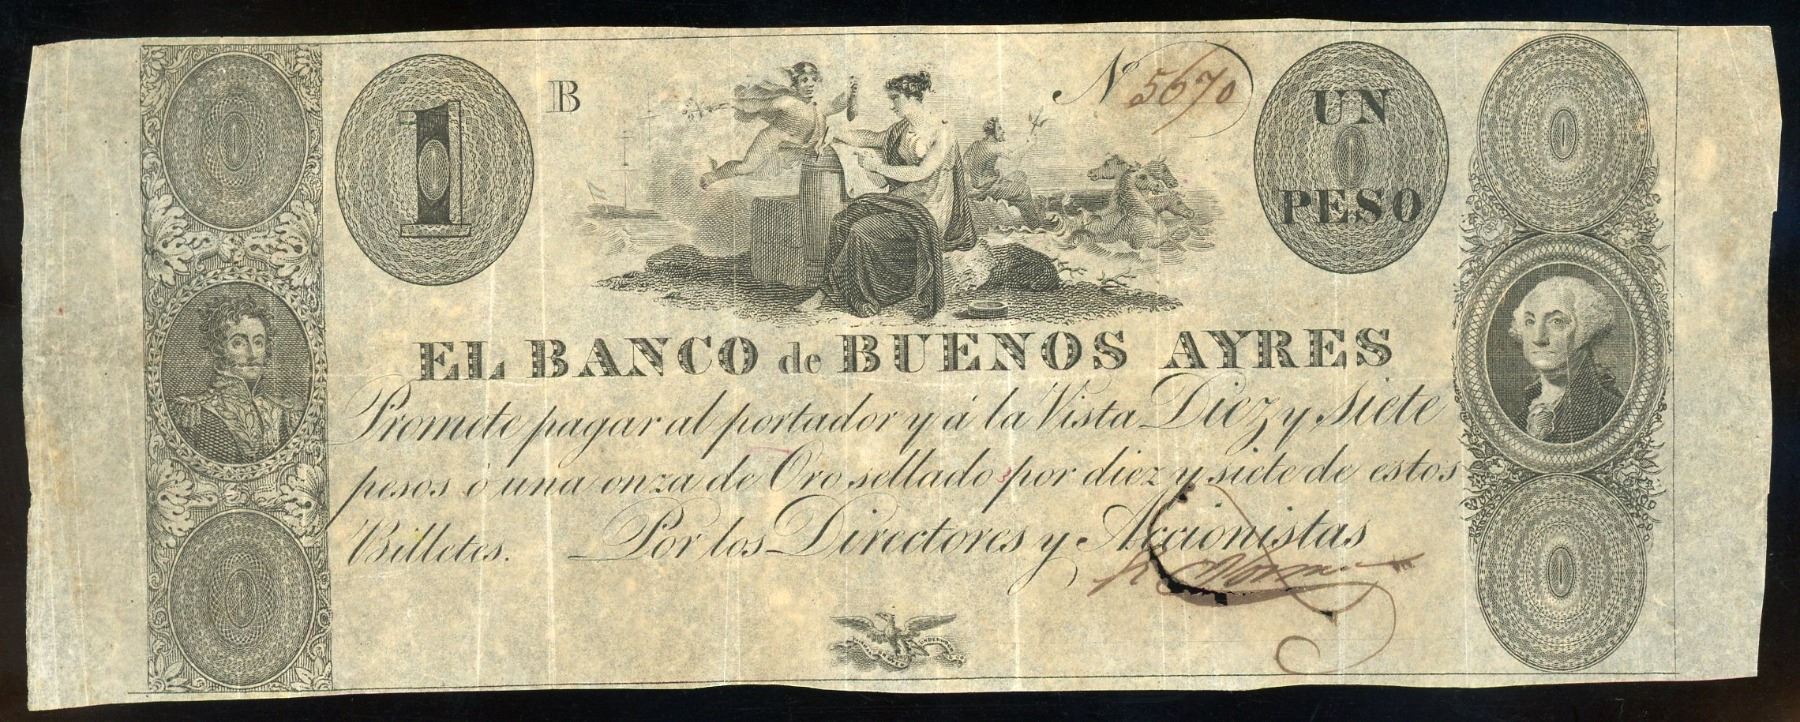 1
B
Nº 5670
UN
PESO
EL BANCO de BUENOS AYRES
Promete pagar al portador y á la Vista Diez y Siete
pesos ó una onza de Oro sellado por diez y siete de estos
Billetes. Por los Directores y Accionistas